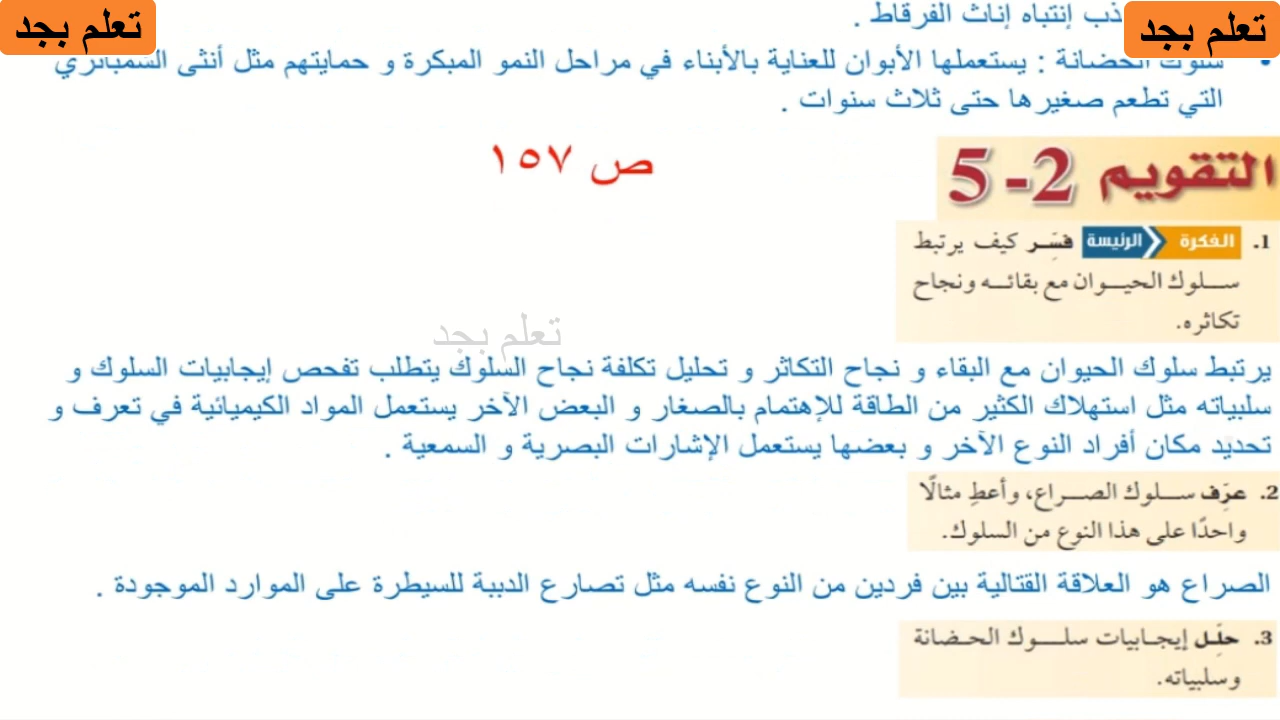 تعلم بجد
تعلم بجد
ذب إنتباه إناث الفرقاط .
• سلوك الحضانة : يستعملها الأبوان للعناية بالأبناء في مراحل النمو المبكرة و حمايتهم مثل أنثى الشمبانزي
التي تطعم صغيرها حتى ثلاث سنوات .
التقويم 2-5
ص ١٥٧
1. الفكرة الرئيسة فسِّر كيف يرتبط
سلوك الحيوان مع بقائه ونجاح
تكاثره.
تعلم بجد
يرتبط سلوك الحيوان مع البقاء و نجاح التكاثر و تحليل تكلفة نجاح السلوك يتطلب تفحص إيجابيات السلوك و
سلبياته مثل استهلاك الكثير من الطاقة للإهتمام بالصغار و البعض الآخر يستعمل المواد الكيميائية في تعرف و
تحديد مكان أفراد النوع الآخر و بعضها يستعمل الإشارات البصرية و السمعية .
2. عرِّف سلوك الصراع، وأعطِ مثالًا
واحدًا على هذا النوع من السلوك.
الصراع هو العلاقة القتالية بين فردين من النوع نفسه مثل تصارع الدببة للسيطرة على الموارد الموجودة .
3. حلِّل إيجابيات سلوك الحضانة
وسلبياته.